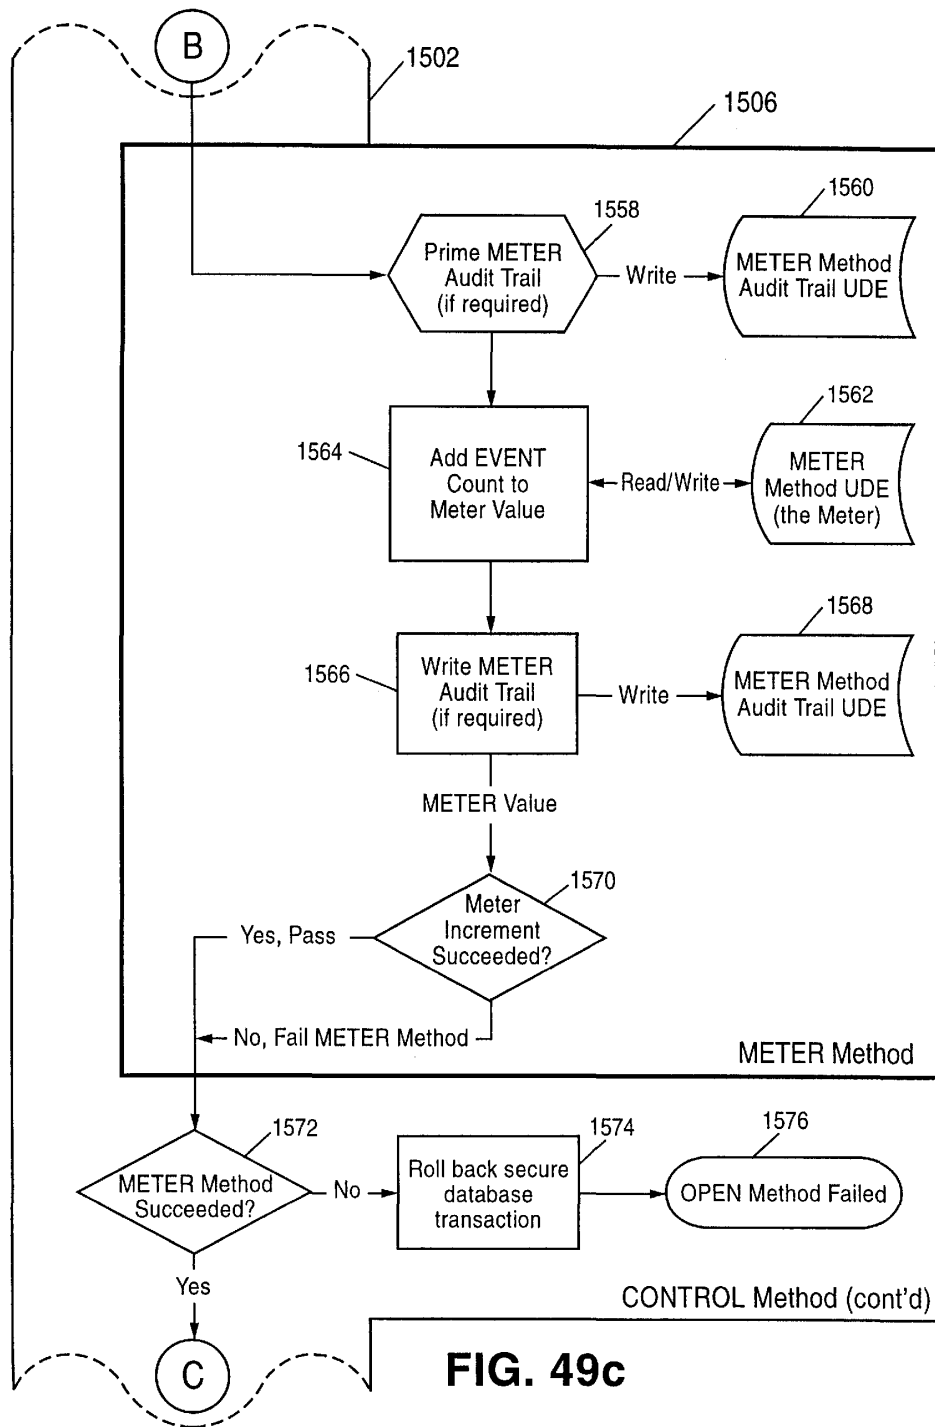 B
1502
1506
1558
1560
Prime METER
Audit Trail
(if required)
Write
METER Method
Audit Trail UDE
1562
1564
Add EVENT
Count to
Meter Value
Read/Write
METER
Method UDE
(the Meter)
1568
1566
Write METER
Audit Trail
(if required)
Write
METER Method
Audit Trail UDE
METER Value
1570
Meter
Increment
Succeeded?
Yes, Pass
No, Fail METER Method
METER Method
1572
METER Method
Succeeded?
No
1574
Roll back secure
database
transaction
1576
OPEN Method Failed
Yes
CONTROL Method (cont'd)
C
FIG. 49c